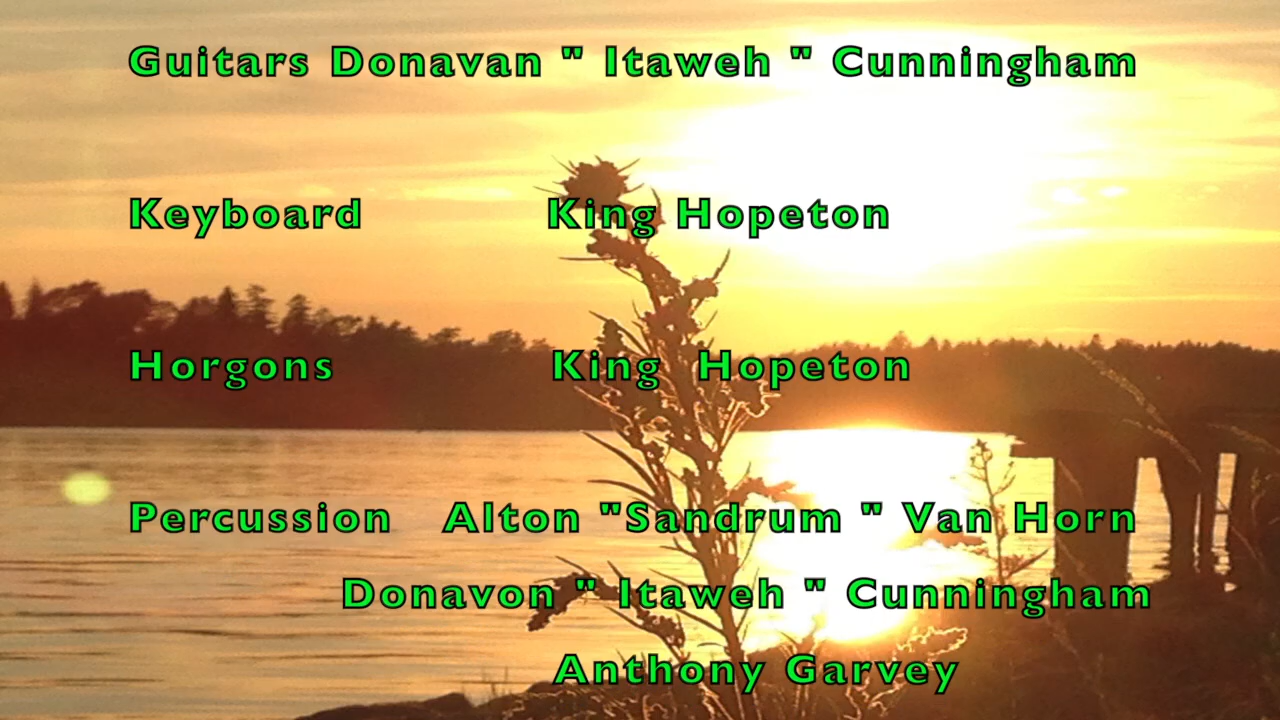 Guitars Donavan " Itaweh " Cunningham
Keyboard King Hopeton
Horgons King Hopeton
Percussion Alton "Sandrum " Van Horn
Donavon " Itaweh " Cunningham
Anthony Garvey